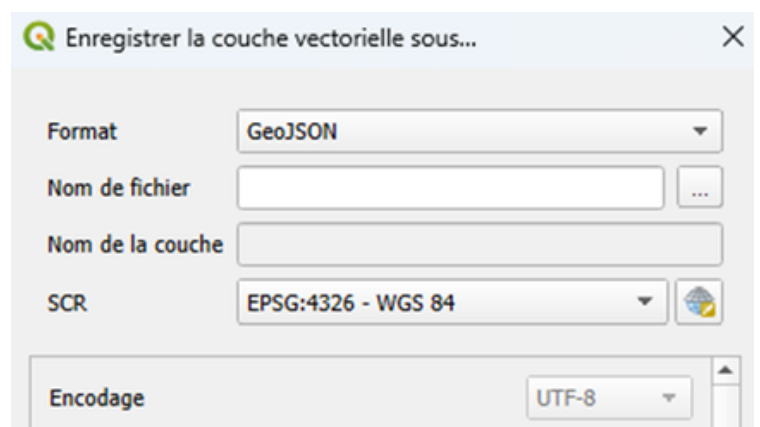 Enregistrer la couche vectorielle sous...
Format GeoJSON
Nom de fichier ...
Nom de la couche
SCR EPSG:4326 - WGS 84
Encodage UTF-8